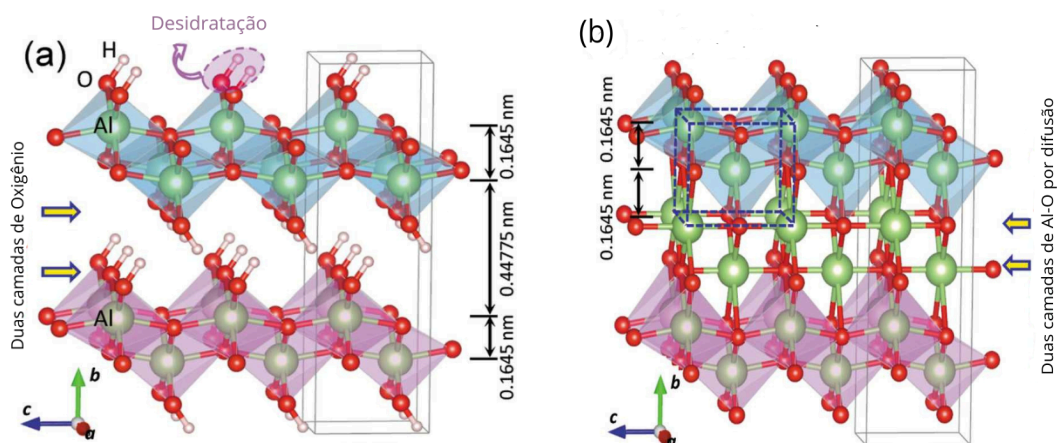 Desidratação
(a)
H
O
Al
Al
Duas camadas de Oxigênio
0.1645 nm
0.44775 nm
0.1645 nm
b
c
a
(b)
0.1645 nm
0.1645 nm
Duas camadas de Al-O por difusão
b
c
a